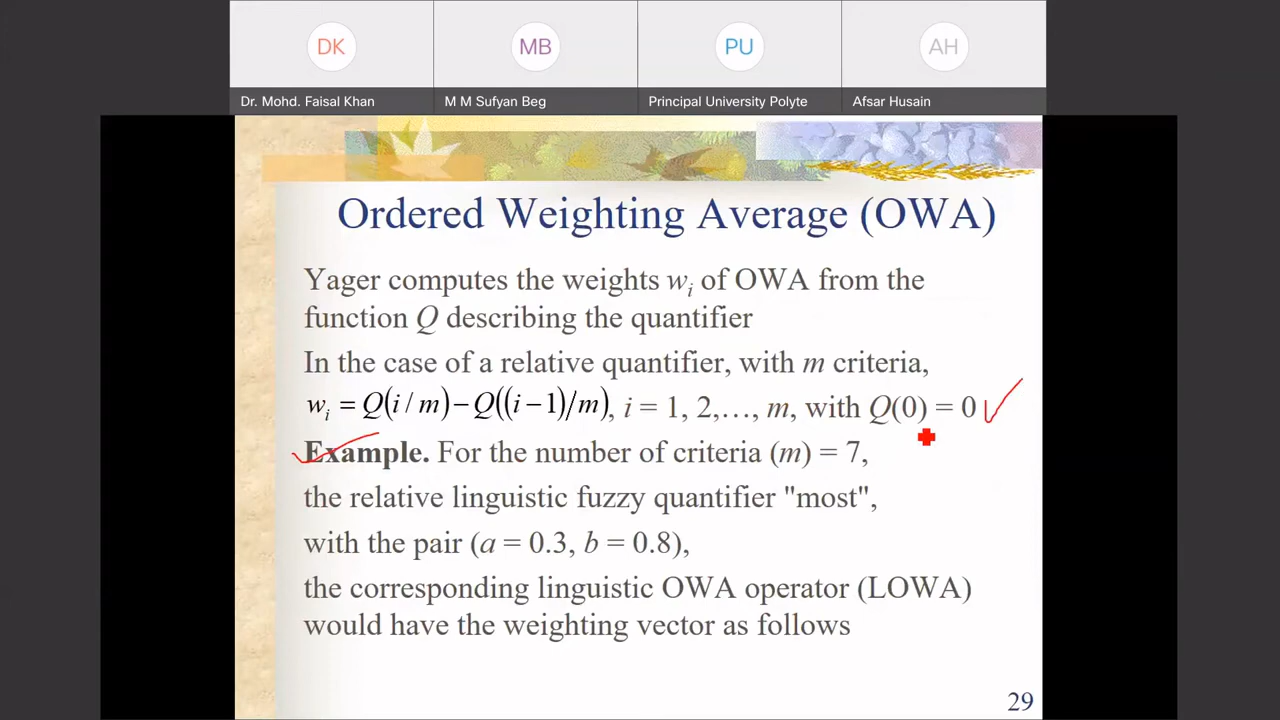 DK
MB
PU
AH
Dr. Mohd. Faisal Khan
M M Sufyan Beg
Principal University Polyte
Afsar Husain
Ordered Weighting Average (OWA)
Yager computes the weights wᵢ of OWA from the
function Q describing the quantifier
In the case of a relative quantifier, with m criteria,
wᵢ = Q(i / m) − Q((i −1)/m), i = 1, 2,…, m, with Q(0) = 0
Example. For the number of criteria (m) = 7,
the relative linguistic fuzzy quantifier "most",
with the pair (a = 0.3, b = 0.8),
the corresponding linguistic OWA operator (LOWA)
would have the weighting vector as follows
29